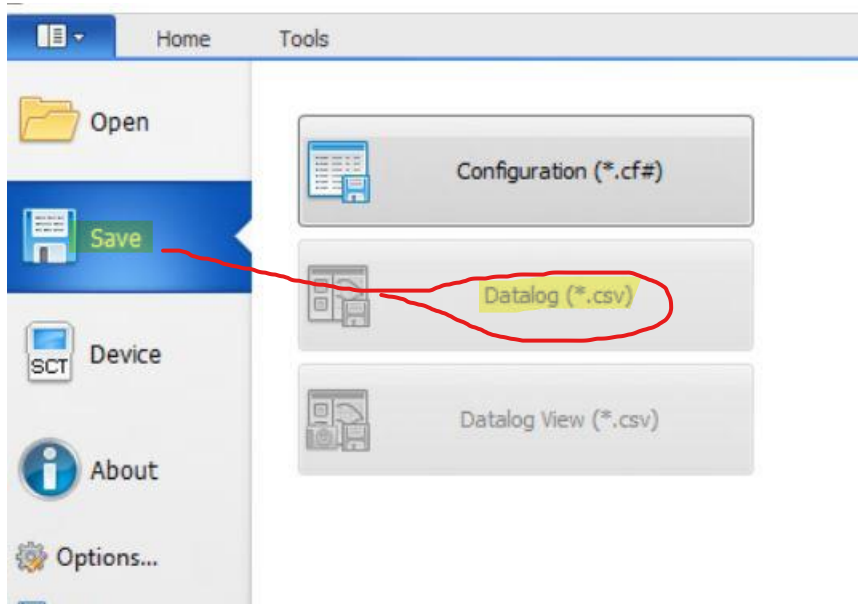 Home Tools
Open
Save
SCT Device
About
Options...
Configuration (*.cf#)
Datalog (*.csv)
Datalog View (*.csv)